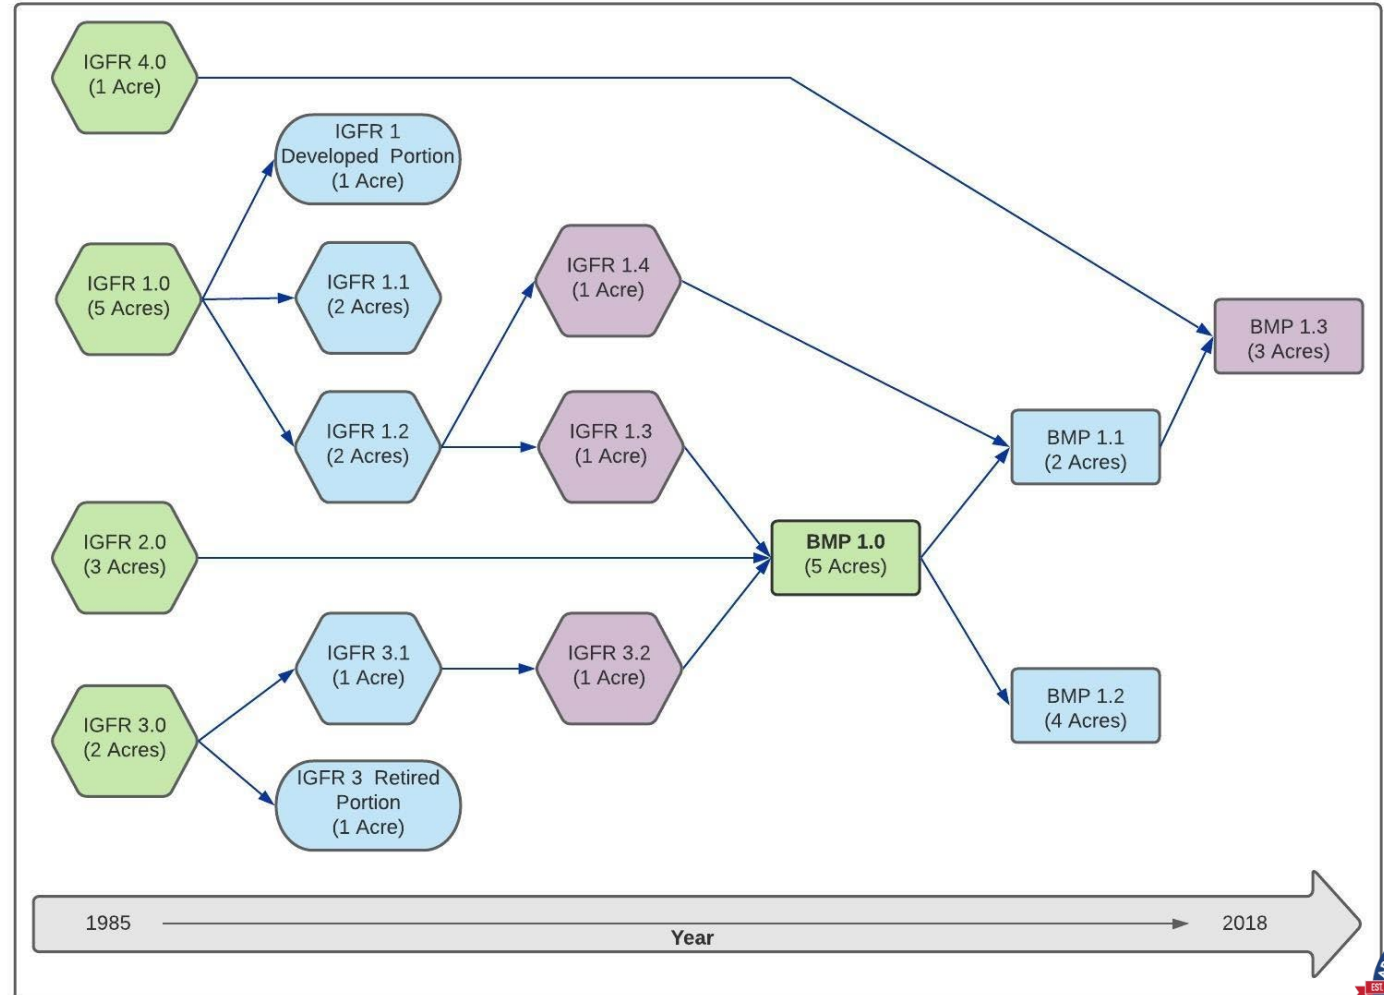 IGFR 4.0
(1 Acre)
IGFR 1
Developed Portion
(1 Acre)
IGFR 1.0
(5 Acres)
IGFR 1.1
(2 Acres)
IGFR 1.4
(1 Acre)
BMP 1.3
(3 Acres)
IGFR 1.2
(2 Acres)
IGFR 1.3
(1 Acre)
BMP 1.1
(2 Acres)
IGFR 2.0
(3 Acres)
BMP 1.0
(5 Acres)
IGFR 3.1
(1 Acre)
IGFR 3.2
(1 Acre)
BMP 1.2
(4 Acres)
IGFR 3.0
(2 Acres)
IGFR 3 Retired
Portion
(1 Acre)
1985
Year
2018
EST.